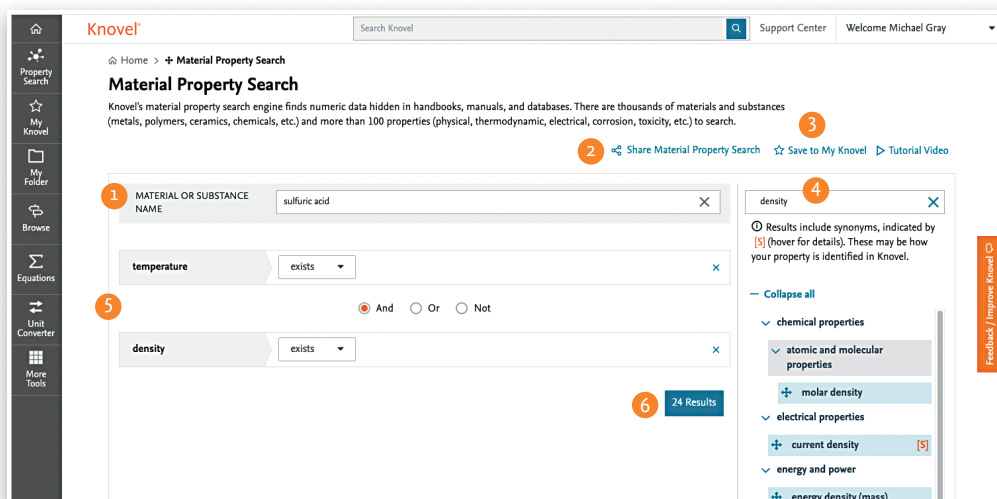 Knovel®
Search Knovel
Support Center
Welcome Michael Gray
Property
Search
My
Knovel
My
Folder
Browse
Equations
Unit
Converter
More
Tools
Home > Material Property Search
Material Property Search
Knovel's material property search engine finds numeric data hidden in handbooks, manuals, and databases. There are thousands of materials and substances
(metals, polymers, ceramics, chemicals, etc.) and more than 100 properties (physical, thermodynamic, electrical, corrosion, toxicity, etc.) to search.
3
2 Share Material Property Search Save to My Knovel Tutorial Video
1 MATERIAL OR SUBSTANCE
NAME
sulfuric acid
temperature exists
5 And Or Not
density exists
6 24 Results
4
density
Results include synonyms, indicated by
[S] (hover for details). These may be how
your property is identified in Knovel.
Collapse all
chemical properties
atomic and molecular
properties
molar density
electrical properties
current density [S]
energy and power
energy density (mass)
Feedback / Improve Knovel